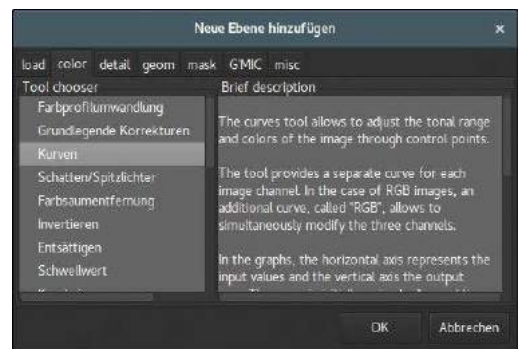 Neue Ebene hinzufügen ×
load color detail geom mask G'MIC misc
Tool chooser
Brief description
Farbprofilumwandlung
Grundlegende Korrekturen
Kurven
Schatten/Spitzlichter
Farbsaumentfernung
Invertieren
Entsättigen
Schwellwert
The curves tool allows to adjust the tonal range
and colors of the image through control points.
The tool provides a separate curve for each
image channel. In the case of RGB images, an
additional curve, called "RGB", allows to
simultaneously modify the three channels.
In the graphs, the horizontal axis represents the
input values and the vertical axis the output
OK Abbrechen